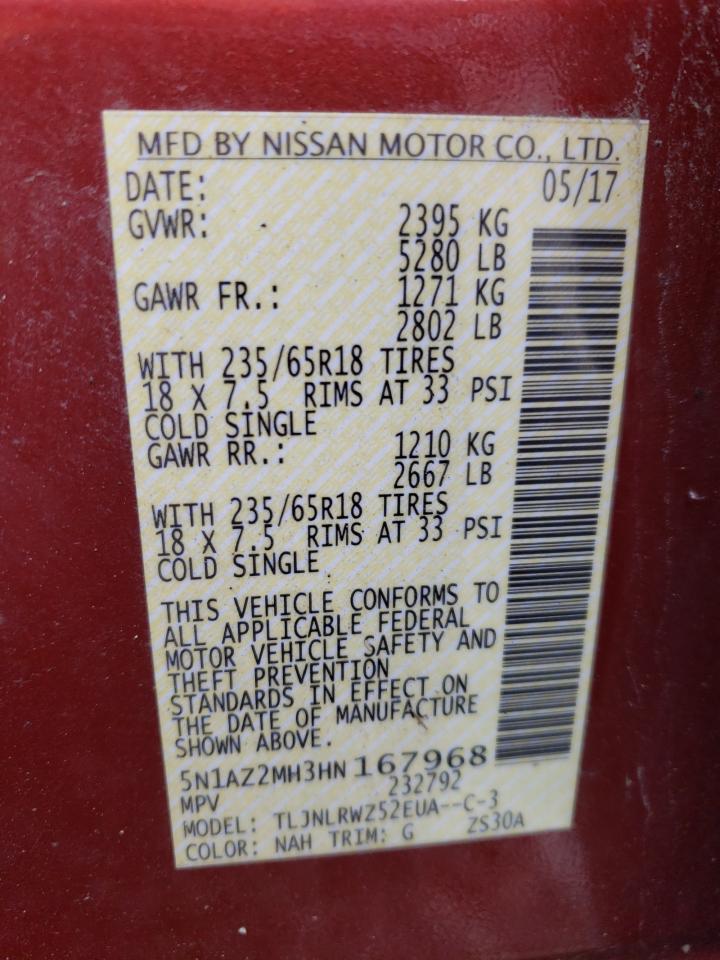 MFD BY NISSAN MOTOR CO., LTD.
DATE: 05/17
GVWR: 2395 KG
5280 LB
GAWR FR.: 1271 KG
2802 LB
WITH 235/65R18 TIRES
18 X 7.5 RIMS AT 33 PSI
COLD SINGLE
GAWR RR.: 1210 KG
2667 LB
WITH 235/65R18 TIRES
18 X 7.5 RIMS AT 33 PSI
COLD SINGLE
THIS VEHICLE CONFORMS TO
ALL APPLICABLE FEDERAL
MOTOR VEHICLE SAFETY AND
THEFT PREVENTION
STANDARDS IN EFFECT ON
THE DATE OF MANUFACTURE
SHOWN ABOVE.
5N1AZ2MH3HN167968
MPV 232792
MODEL: TLJNLRWZ52EUA--C-3
COLOR: NAH TRIM: G ZS30A